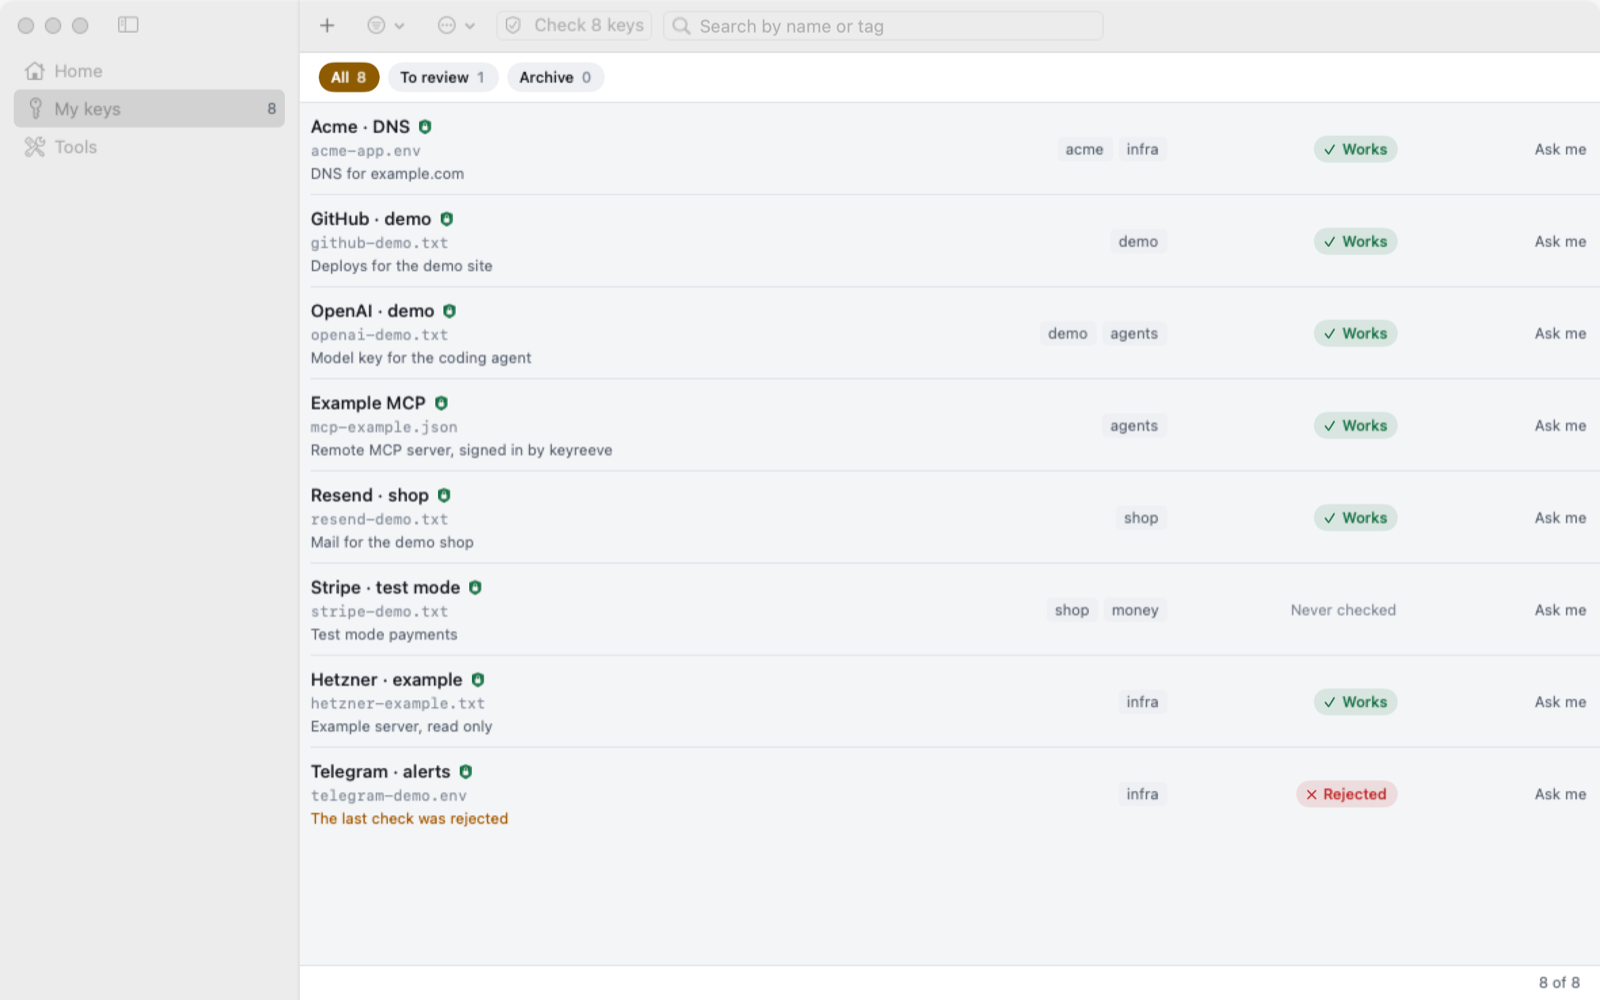 Check 8 keys
Search by name or tag
Home
My keys 8
Tools
All 8
To review 1
Archive 0
Acme · DNS
acme-app.env
DNS for example.com
acme infra
✓ Works
Ask me
GitHub · demo
github-demo.txt
Deploys for the demo site
demo
✓ Works
Ask me
OpenAI · demo
openai-demo.txt
Model key for the coding agent
demo agents
✓ Works
Ask me
Example MCP
mcp-example.json
Remote MCP server, signed in by keyreeve
agents
✓ Works
Ask me
Resend · shop
resend-demo.txt
Mail for the demo shop
shop
✓ Works
Ask me
Stripe · test mode
stripe-demo.txt
Test mode payments
shop money
Never checked
Ask me
Hetzner · example
hetzner-example.txt
Example server, read only
infra
✓ Works
Ask me
Telegram · alerts
telegram-demo.env
The last check was rejected
infra
✕ Rejected
Ask me
8 of 8